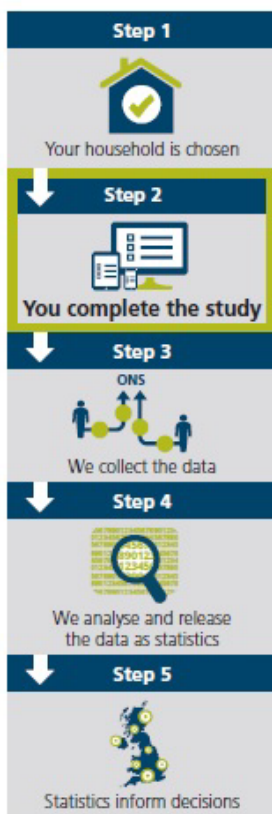 Step 1
Your household is chosen
Step 2
You complete the study
Step 3
ONS
We collect the data
Step 4
We analyse and release
the data as statistics
Step 5
Statistics inform decisions